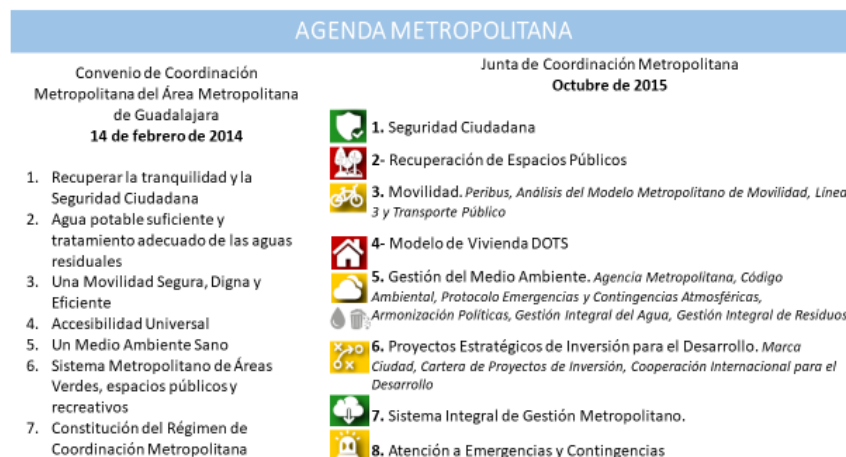 AGENDA METROPOLITANA
Convenio de Coordinación
Metropolitana del Área Metropolitana
de Guadalajara
14 de febrero de 2014
1. Recuperar la tranquilidad y la
Seguridad Ciudadana
2. Agua potable suficiente y
tratamiento adecuado de las aguas
residuales
3. Una Movilidad Segura, Digna y
Eficiente
4. Accesibilidad Universal
5. Un Medio Ambiente Sano
6. Sistema Metropolitano de Áreas
Verdes, espacios públicos y
recreativos
7. Constitución del Régimen de
Coordinación Metropolitana
Junta de Coordinación Metropolitana
Octubre de 2015
1. Seguridad Ciudadana
2- Recuperación de Espacios Públicos
3. Movilidad. Peribus, Análisis del Modelo Metropolitano de Movilidad, Línea
3 y Transporte Público
4- Modelo de Vivienda DOTS
5. Gestión del Medio Ambiente. Agencia Metropolitana, Código
Ambiental, Protocolo Emergencias y Contingencias Atmosféricas,
Armonización Políticas, Gestión Integral del Agua, Gestión Integral de Residuos
6. Proyectos Estratégicos de Inversión para el Desarrollo. Marca
Ciudad, Cartera de Proyectos de Inversión, Cooperación Internacional para el
Desarrollo
7. Sistema Integral de Gestión Metropolitano.
8. Atención a Emergencias y Contingencias